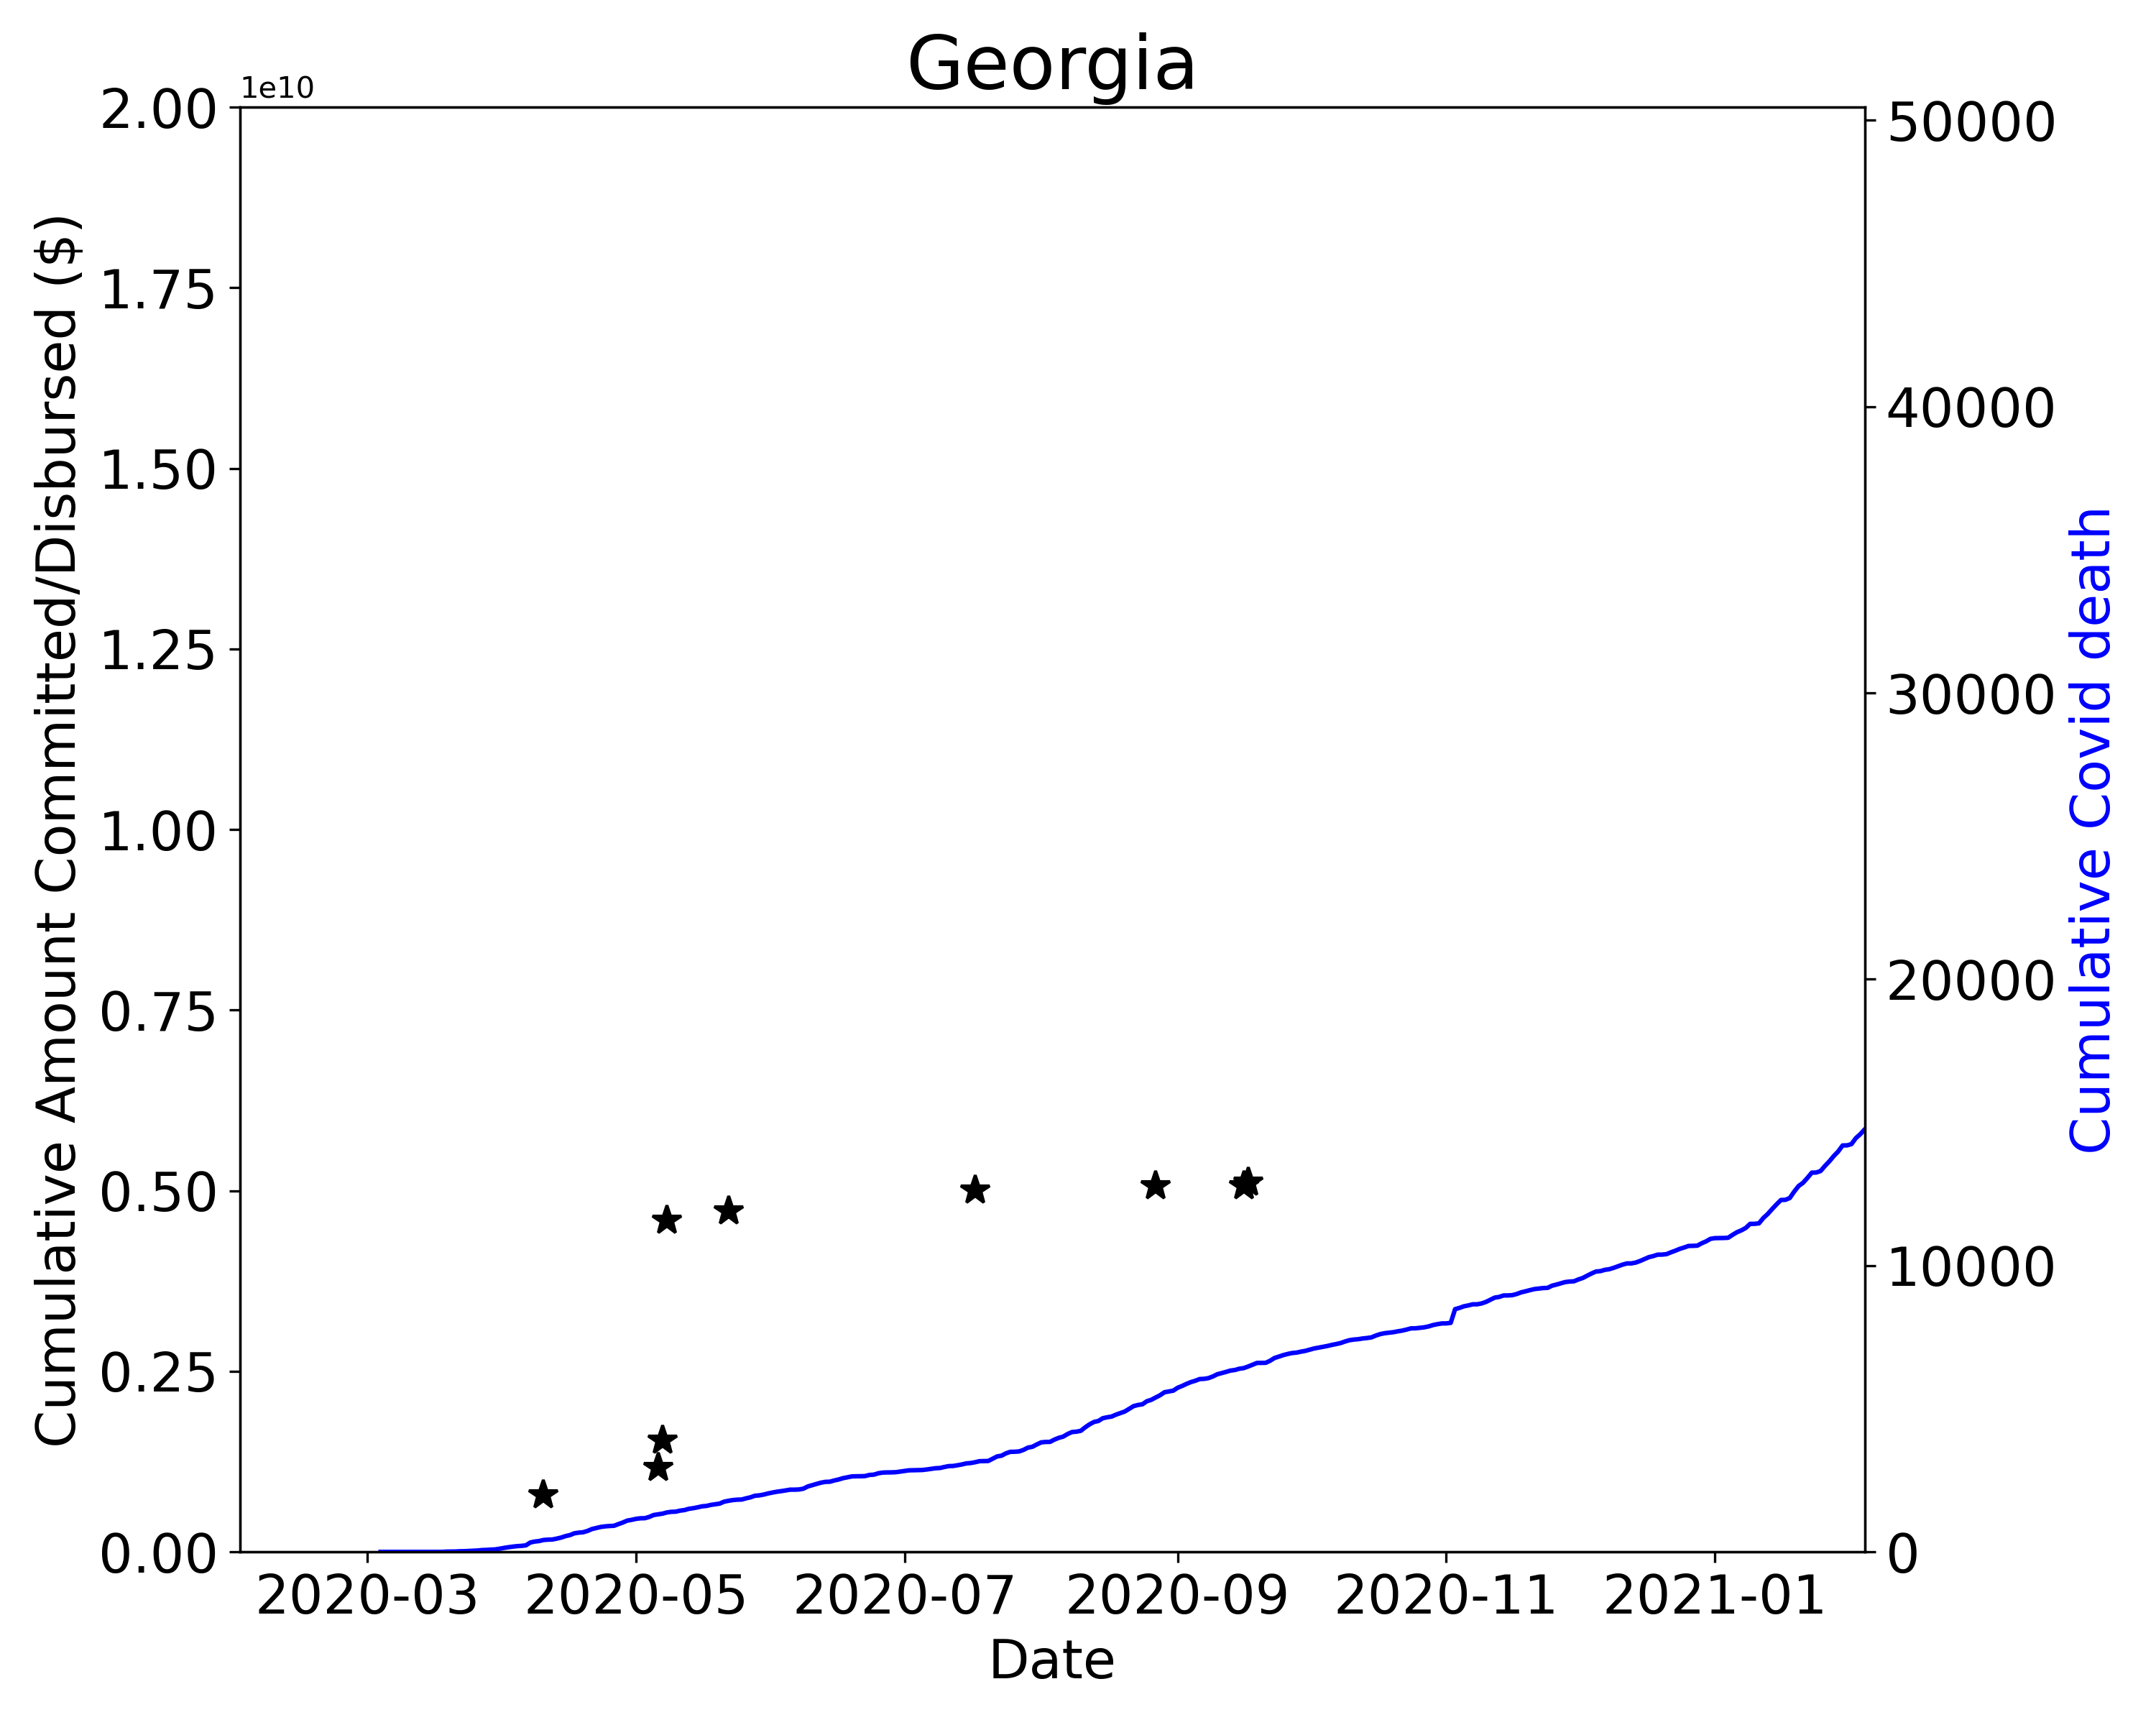 Georgia
1e10
2.00
1.75
1.50
1.25
1.00
0.75
0.50
0.25
0.00
Cumulative Amount Committed/Disbursed ($)
50000
40000
30000
20000
10000
0
Cumulative Covid death
2020-03 2020-05 2020-07 2020-09 2020-11 2021-01
Date